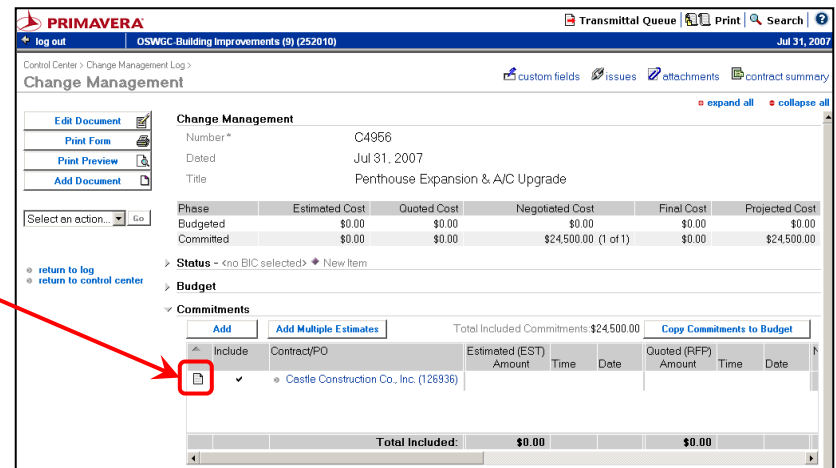 PRIMAVERA Transmittal Queue Print Search
log out OSWGC-Building Improvements (9) (252010) Jul 31, 2007
Control Center > Change Management Log >
Change Management custom fields issues attachments contract summary
expand all collapse all
Edit Document
Print Form
Print Preview
Add Document
Select an action... Go
return to log
return to control center
Change Management
Number* C4956
Dated Jul 31, 2007
Title Penthouse Expansion & A/C Upgrade
Phase Estimated Cost Quoted Cost Negotiated Cost Final Cost Projected Cost
Budgeted $0.00 $0.00 $0.00 $0.00 $0.00
Committed $0.00 $0.00 $24,500.00 (1 of 1) $0.00 $24,500.00
Status - <no BIC selected> New Item
Budget
Commitments
Add Add Multiple Estimates Total Included Commitments:$24,500.00 Copy Commitments to Budget
Include Contract/PO Estimated (EST) Quoted (RFP) N
Amount Time Date Amount Time Date
Castle Construction Co., Inc. (126936)
Total Included: $0.00 $0.00